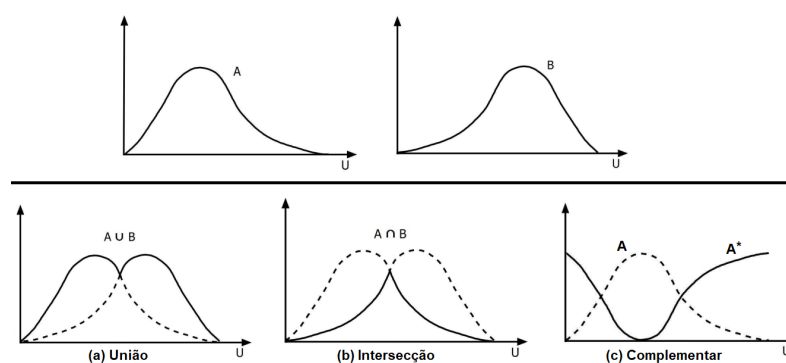 A
U
B
U
A ∪ B
U
(a) União
A ∩ B
U
(b) Intersecção
A
A*
U
(c) Complementar